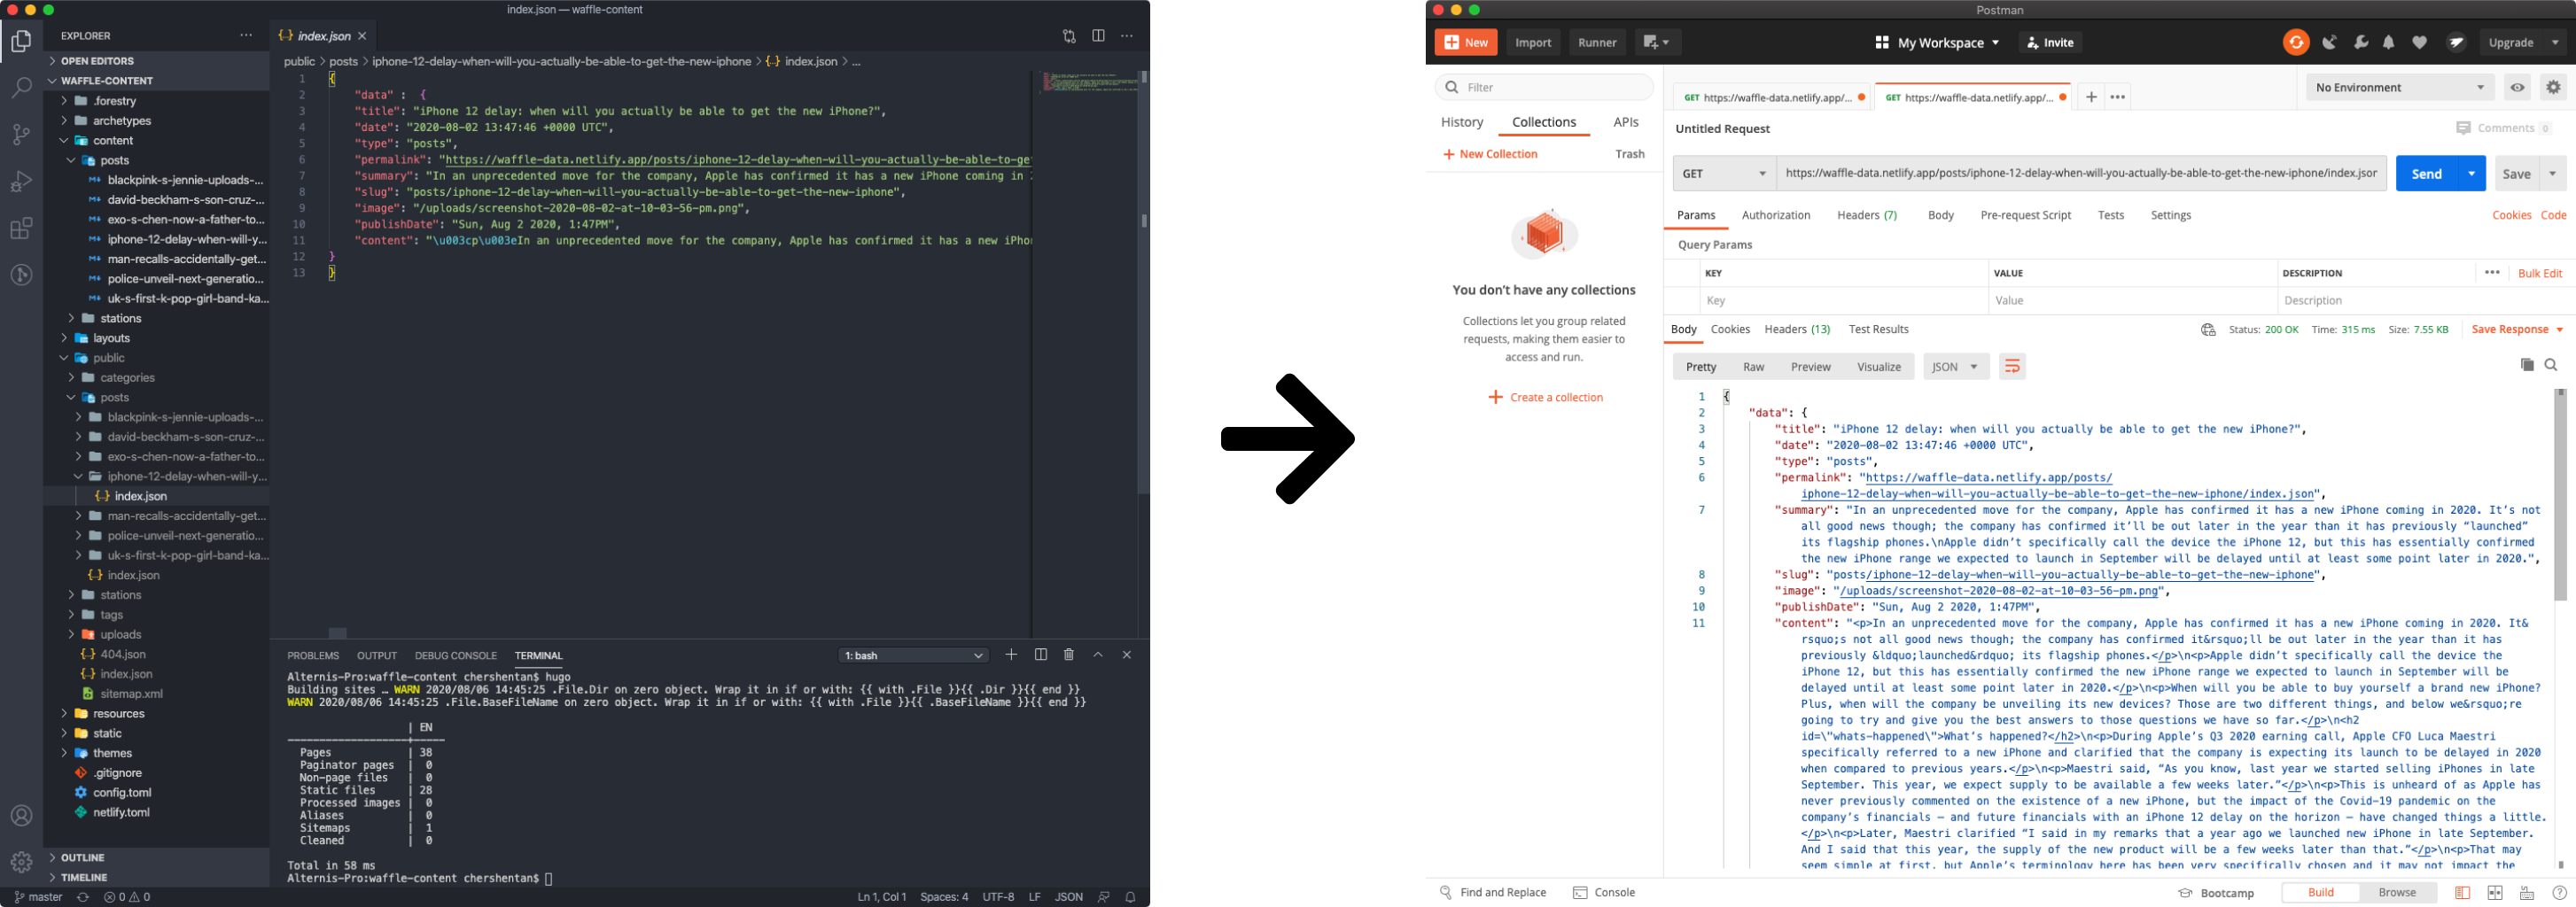 index.json — waffle-content
EXPLORER
OPEN EDITORS
WAFFLE-CONTENT
.forestry
archetypes
content
posts
blackpink-s-jennie-uploads-...
david-beckham-s-son-cruz-...
exo-s-chen-now-a-father-to...
iphone-12-delay-when-will-y...
man-recalls-accidentally-get...
police-unveil-next-generatio...
uk-s-first-k-pop-girl-band-ka...
stations
layouts
public
categories
posts
blackpink-s-jennie-uploads-...
david-beckham-s-son-cruz-...
exo-s-chen-now-a-father-to...
iphone-12-delay-when-will-y...
{..} index.json
man-recalls-accidentally-get...
police-unveil-next-generatio...
uk-s-first-k-pop-girl-band-ka...
{..} index.json
stations
tags
uploads
{..} 404.json
{..} index.json
sitemap.xml
resources
static
themes
.gitignore
config.toml
netlify.toml
OUTLINE
TIMELINE
{..} index.json ×
public > posts > iphone-12-delay-when-will-you-actually-be-able-to-get-the-new-iphone > {..} index.json > ...
1 {
2 "data" : {
3 "title": "iPhone 12 delay: when will you actually be able to get the new iPhone?",
4 "date": "2020-08-02 13:47:46 +0000 UTC",
5 "type": "posts",
6 "permalink": "https://waffle-data.netlify.app/posts/iphone-12-delay-when-will-you-actually-be-able-to-ge
7 "summary": "In an unprecedented move for the company, Apple has confirmed it has a new iPhone coming in
8 "slug": "posts/iphone-12-delay-when-will-you-actually-be-able-to-get-the-new-iphone",
9 "image": "/uploads/screenshot-2020-08-02-at-10-03-56-pm.png",
10 "publishDate": "Sun, Aug 2 2020, 1:47PM",
11 "content": "\u003cp\u003eIn an unprecedented move for the company, Apple has confirmed it has a new iPho
12 }
13 }
PROBLEMS OUTPUT DEBUG CONSOLE TERMINAL 1: bash
Alternis-Pro:waffle-content chershentan$ hugo
Building sites … WARN 2020/08/06 14:45:25 .File.Dir on zero object. Wrap it in if or with: {{ with .File }}{{ .Dir }}{{ end }}
WARN 2020/08/06 14:45:25 .File.BaseFileName on zero object. Wrap it in if or with: {{ with .File }}{{ .BaseFileName }}{{ end }}
| EN
-------------------+-----
Pages | 38
Paginator pages | 0
Non-page files | 0
Static files | 28
Processed images | 0
Aliases | 0
Sitemaps | 1
Cleaned | 0
Total in 58 ms
Alternis-Pro:waffle-content chershentan$
master 0 0 Ln 1, Col 1 Spaces: 4 UTF-8 LF JSON
Postman
New Import Runner My Workspace Invite Upgrade
Filter
History Collections APIs
+ New Collection Trash
You don't have any collections
Collections let you group related
requests, making them easier to
access and run.
+ Create a collection
GET https://waffle-data.netlify.app/... GET https://waffle-data.netlify.app/... + ••• No Environment
Untitled Request Comments 0
GET https://waffle-data.netlify.app/posts/iphone-12-delay-when-will-you-actually-be-able-to-get-the-new-iphone/index.jsor Send Save
Params Authorization Headers (7) Body Pre-request Script Tests Settings Cookies Code
Query Params
KEY VALUE DESCRIPTION ••• Bulk Edit
Key Value Description
Body Cookies Headers (13) Test Results Status: 200 OK Time: 315 ms Size: 7.55 KB Save Response
Pretty Raw Preview Visualize JSON
1 {
2 "data": {
3 "title": "iPhone 12 delay: when will you actually be able to get the new iPhone?",
4 "date": "2020-08-02 13:47:46 +0000 UTC",
5 "type": "posts",
6 "permalink": "https://waffle-data.netlify.app/posts/
iphone-12-delay-when-will-you-actually-be-able-to-get-the-new-iphone/index.json",
7 "summary": "In an unprecedented move for the company, Apple has confirmed it has a new iPhone coming in 2020. It’s not
all good news though; the company has confirmed it’ll be out later in the year than it has previously “launched”
its flagship phones.\nApple didn’t specifically call the device the iPhone 12, but this has essentially confirmed
the new iPhone range we expected to launch in September will be delayed until at least some point later in 2020.",
8 "slug": "posts/iphone-12-delay-when-will-you-actually-be-able-to-get-the-new-iphone",
9 "image": "/uploads/screenshot-2020-08-02-at-10-03-56-pm.png",
10 "publishDate": "Sun, Aug 2 2020, 1:47PM",
11 "content": "<p>In an unprecedented move for the company, Apple has confirmed it has a new iPhone coming in 2020. It&
rsquo;s not all good news though; the company has confirmed it&rsquo;ll be out later in the year than it has
previously &ldquo;launched&rdquo; its flagship phones.</p>\n<p>Apple didn’t specifically call the device the
iPhone 12, but this has essentially confirmed the new iPhone range we expected to launch in September will be
delayed until at least some point later in 2020.</p>\n<p>When will you be able to buy yourself a brand new iPhone?
Plus, when will the company be unveiling its new devices? Those are two different things, and below we&rsquo;re
going to try and give you the best answers to those questions we have so far.</p>\n<h2
id=\"whats-happened\">What’s happened?</h2>\n<p>During Apple’s Q3 2020 earning call, Apple CFO Luca Maestri
specifically referred to a new iPhone and clarified that the company is expecting its launch to be delayed in 2020
when compared to previous years.</p>\n<p>Maestri said, “As you know, last year we started selling iPhones in late
September. This year, we expect supply to be available a few weeks later.”</p>\n<p>This is unheard of as Apple has
never previously commented on the existence of a new iPhone, but the impact of the Covid-19 pandemic on the
company’s financials – and future financials with an iPhone 12 delay on the horizon – have changed things a little.
</p>\n<p>Later, Maestri clarified “I said in my remarks that a year ago we launched new iPhone in late September.
And I said that this year, the supply of the new product will be a few weeks later than that.”</p>\n<p>That may
seem simple at first, but Apple’s terminology here has been very specifically chosen and it may not impact the
Find and Replace Console Bootcamp Build Browse